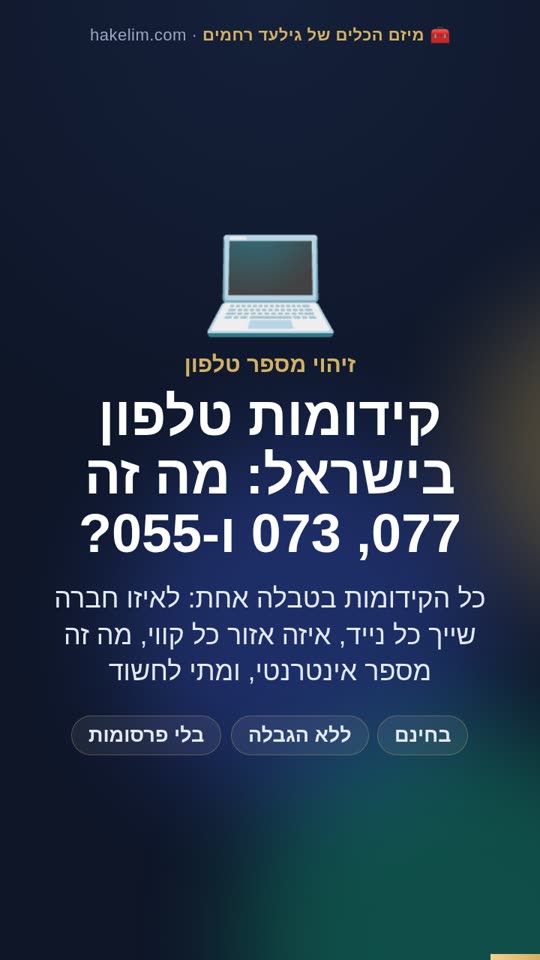 🧰 מיזם הכלים של גילעד רחמים · hakelim.com
זיהוי מספר טלפון
קידומות טלפון
בישראל: מה זה
077, 073 ו-055?
כל הקידומות בטבלה אחת: לאיזו חברה
שייך כל נייד, איזה אזור כל קווי, מה זה
מספר אינטרנטי, ומתי לחשוד
בחינם
ללא הגבלה
בלי פרסומות